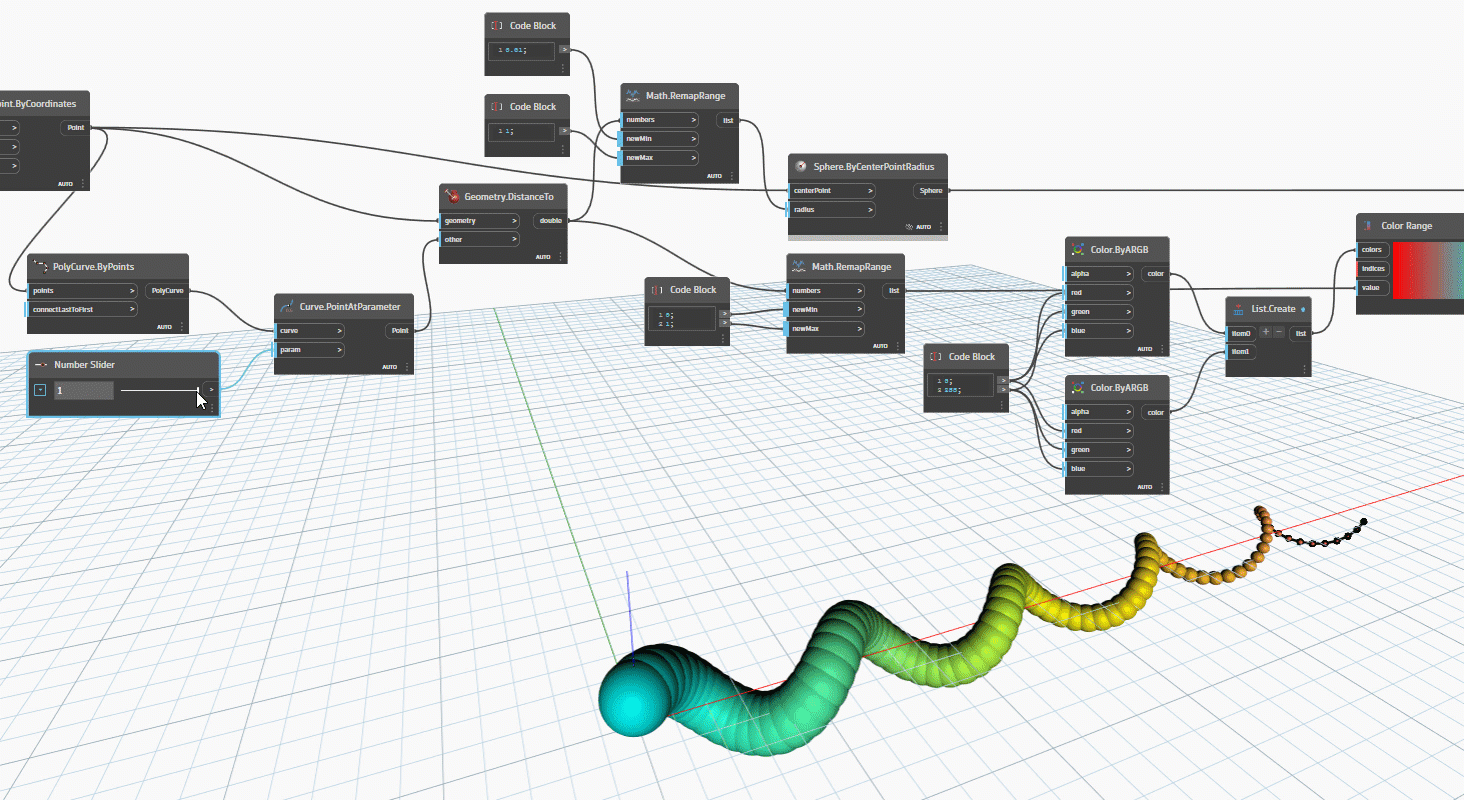 int.ByCoordinates
>
Point
>
>
AUTO
PolyCurve.ByPoints
points >
PolyCurve
connectLastToFirst >
AUTO
Number Slider
1
>
Curve.PointAtParameter
curve >
Point
param >
AUTO
Code Block
1 0.01;
>
Code Block
1 1;
>
Geometry.DistanceTo
geometry >
double
other >
AUTO
Math.RemapRange
numbers >
list
newMin >
newMax >
AUTO
Sphere.ByCenterPointRadius
centerPoint >
Sphere
radius >
AUTO
Code Block
1 0;
>
2 1;
>
Math.RemapRange
numbers >
list
newMin >
newMax >
AUTO
Code Block
1 0;
>
2 255;
>
Color.ByARGB
alpha >
color
red >
green >
blue >
AUTO
Color.ByARGB
alpha >
color
red >
green >
blue >
AUTO
List.Create
item0
+ -
list
item1
Color Range
colors >
indices >
value >